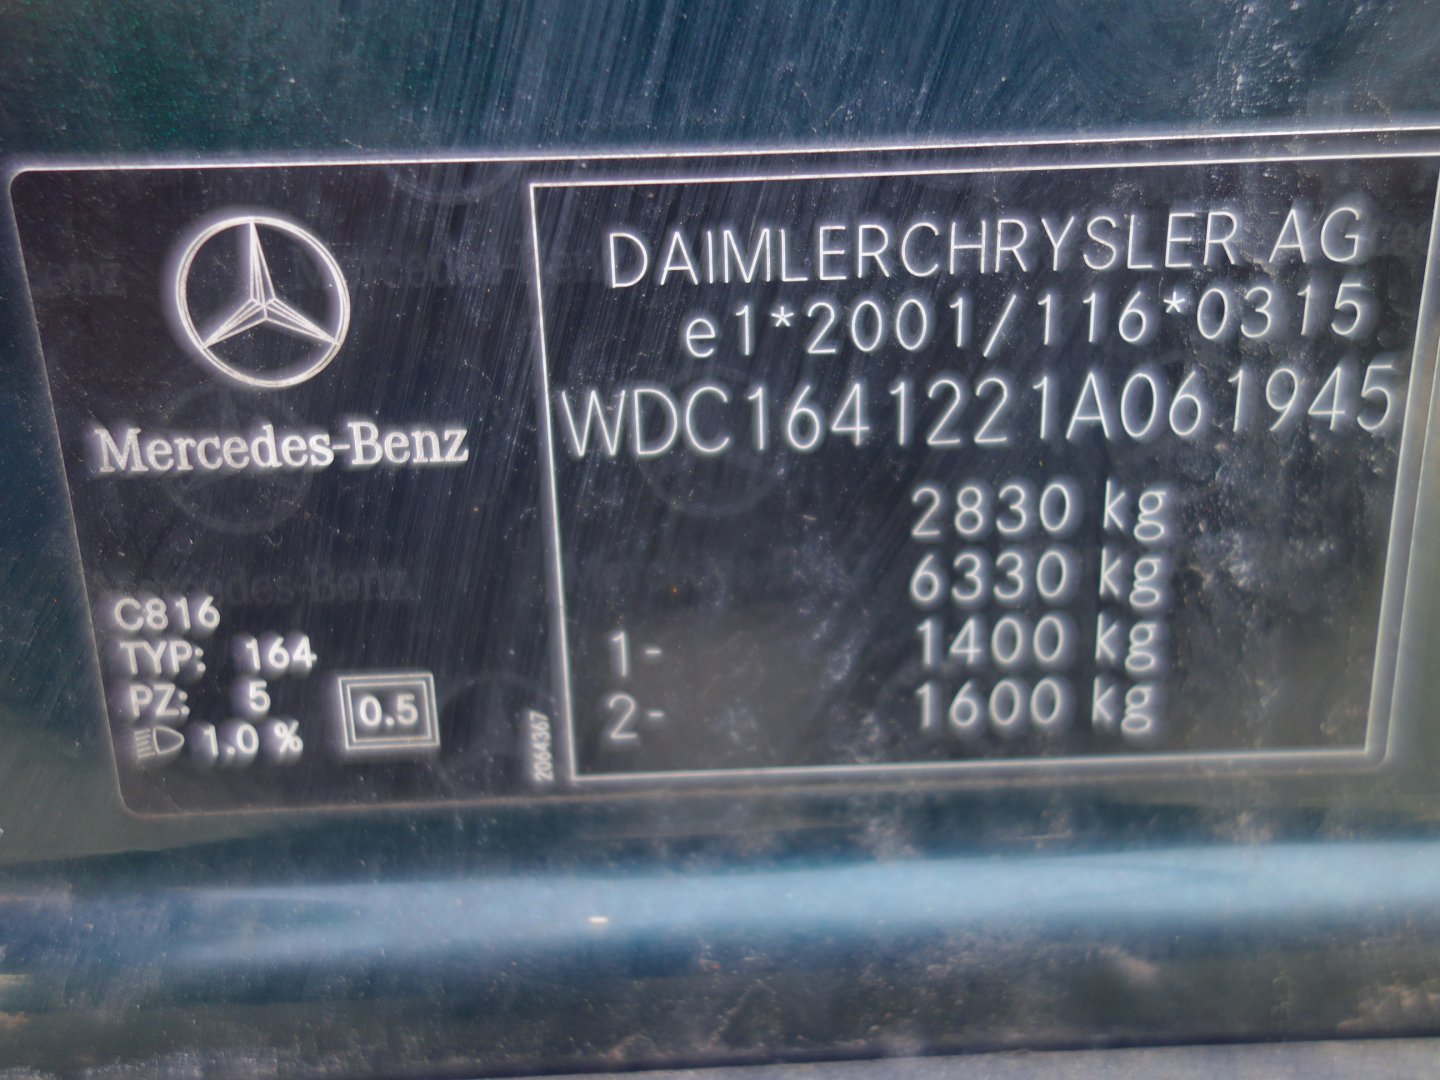 Mercedes-Benz
C816
TYP: 164
PZ: 5
1.0 %
0.5
2064367
DAIMLERCHRYSLER AG
e1*2001/116*0315
WDC1641221A061945
2830 kg
6330 kg
1- 1400 kg
2- 1600 kg